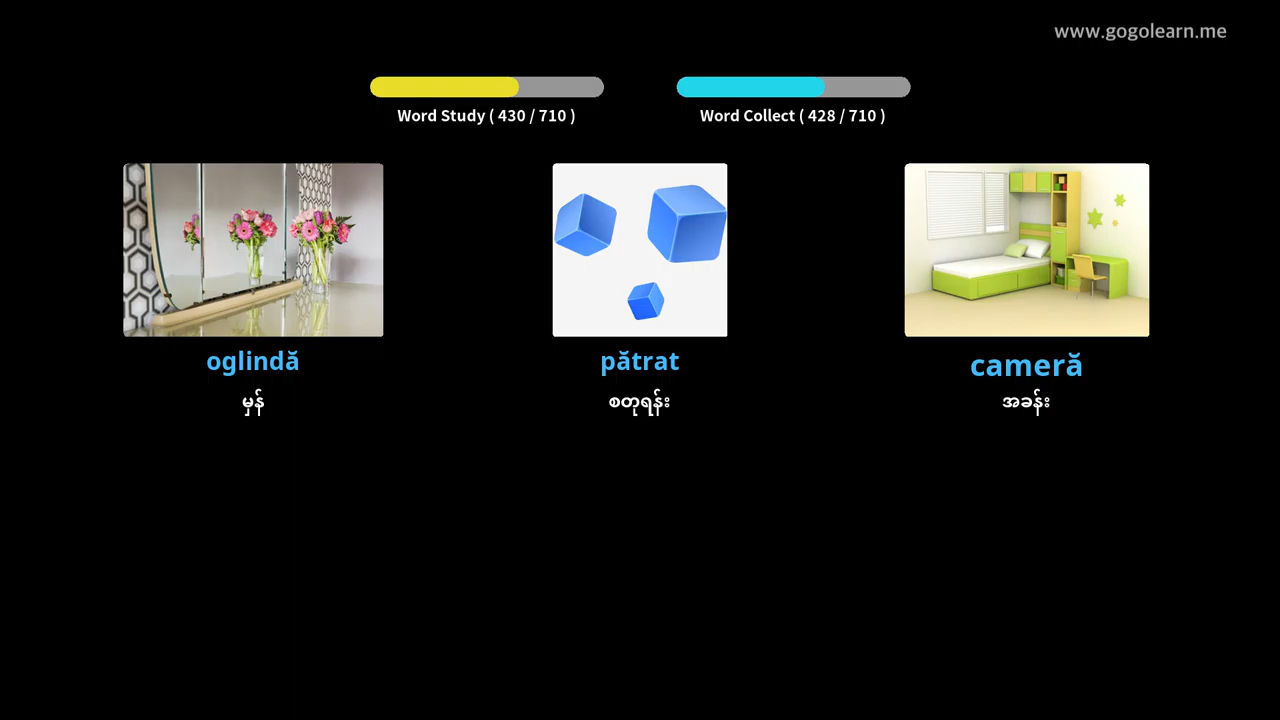 www.gogolearn.me
Word Study ( 430 / 710 )
Word Collect ( 428 / 710 )
oglindă
pătrat
cameră
မှန်
စတုရန်း
အခန်း